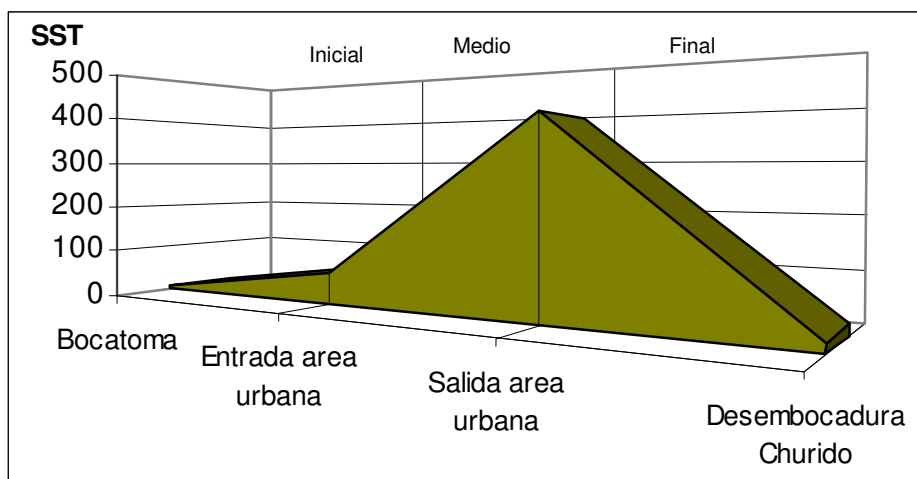 SST
Inicial
Medio
Final
500
400
300
200
100
0
Bocatoma
Entrada area
urbana
Salida area
urbana
Desembocadura
Churido